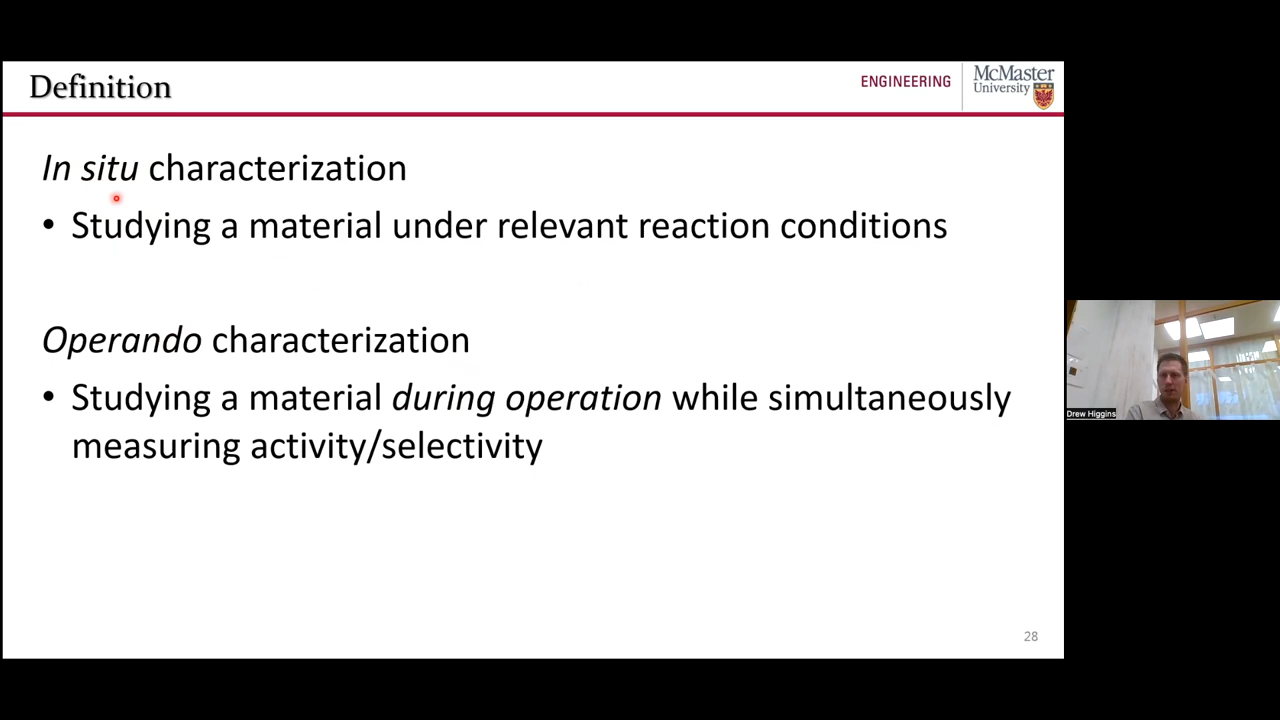 Definition
ENGINEERING
McMaster
University
In situ characterization
• Studying a material under relevant reaction conditions
Operando characterization
• Studying a material during operation while simultaneously
measuring activity/selectivity
Drew Higgins
28